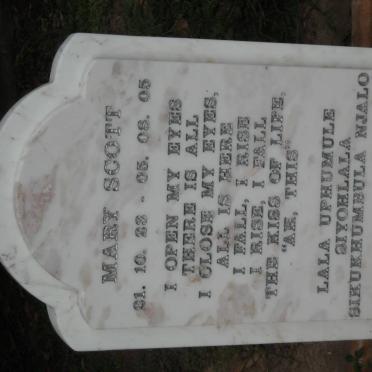 MARY SCOTT
21. 10. 23 - 05. 08. 05
I OPEN MY EYES
THERE IS ALL
I CLOSE MY EYES,
ALL IS HERE
I FALL, I RISE
I RISE, I FALL
THE KISS OF LIFE,
"AH, THIS"
LALA UPHUMULE
SIYOHLALA
SIKUKHUMBULA NJALO